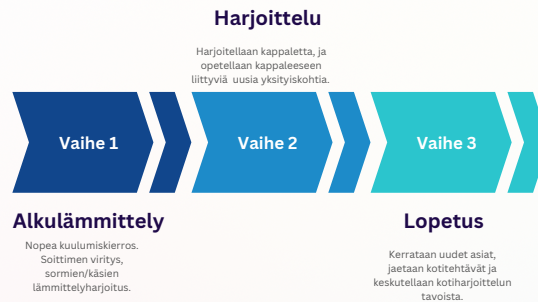 Harjoittelu
Harjoitellaan kappaletta, ja
opetellaan kappaleeseen
liittyviä uusia yksityiskohtia.
Vaihe 1
Vaihe 2
Vaihe 3
Alkulämmittely
Nopea kuulumiskierros.
Soittimen viritys,
sormien/käsien
lämmittelyharjoitus.
Lopetus
Kerrataan uudet asiat,
jaetaan kotitehtävät ja
keskutellaan kotiharjoittelun
tavoista.